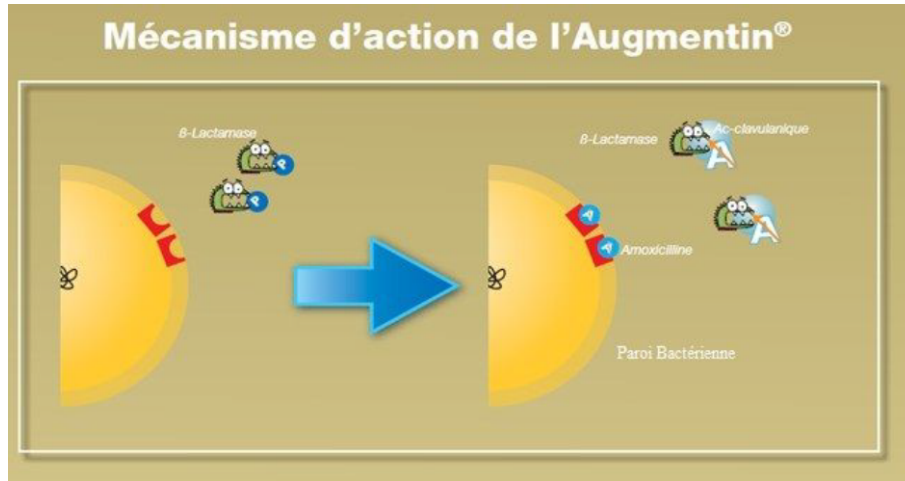 Mécanisme d’action de l’Augmentin®
ß-Lactamase
P
P
ß-Lactamase
Ac-clavulanique
A
A
A
A
Amoxicilline
Paroi Bactérienne